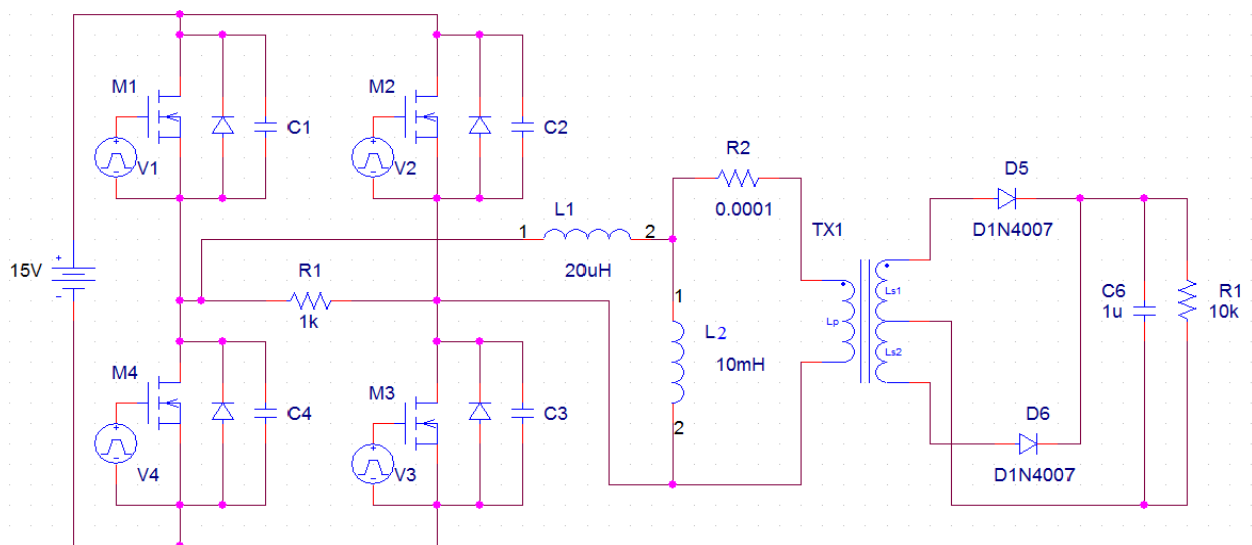 M1
C1
V1
M2
C2
V2
15V
+
-
R1
1k
L1
1
2
20uH
R2
0.0001
TX1
Lp
Ls1
Ls2
1
L2
10mH
2
D5
D1N4007
C6
1u
R1
10k
D6
D1N4007
M4
C4
V4
M3
C3
V3